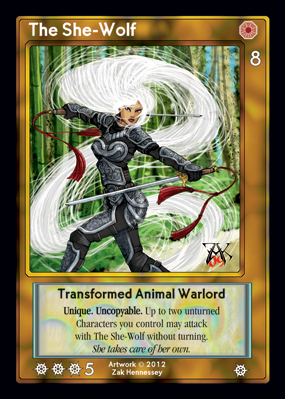 The She-Wolf
8
Transformed Animal Warlord
Unique. Uncopyable. Up to two unturned
Characters you control may attack
with The She-Wolf without turning.
She takes care of her own.
5
Artwork © 2012
Zak Hennessey